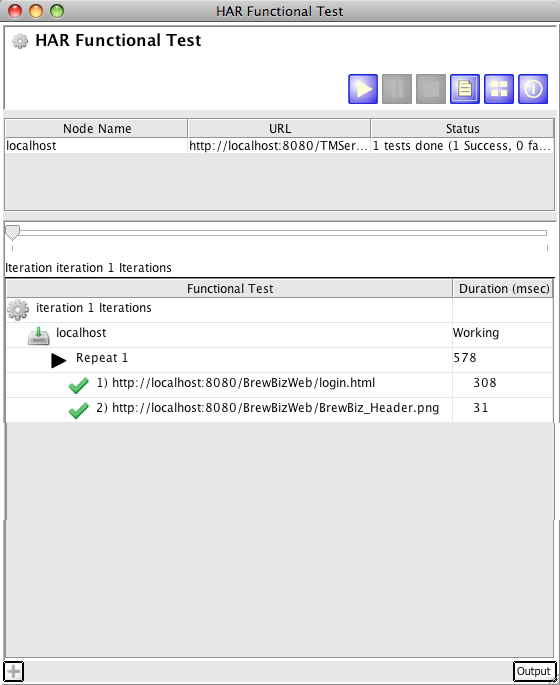 HAR Functional Test
HAR Functional Test
Node Name URL Status
localhost http://localhost:8080/TMSer... 1 tests done (1 Success, 0 fa...
Iteration iteration 1 Iterations
Functional Test Duration (msec)
iteration 1 Iterations
localhost Working
Repeat 1 578
1) http://localhost:8080/BrewBizWeb/login.html 308
2) http://localhost:8080/BrewBizWeb/BrewBiz_Header.png 31
Output